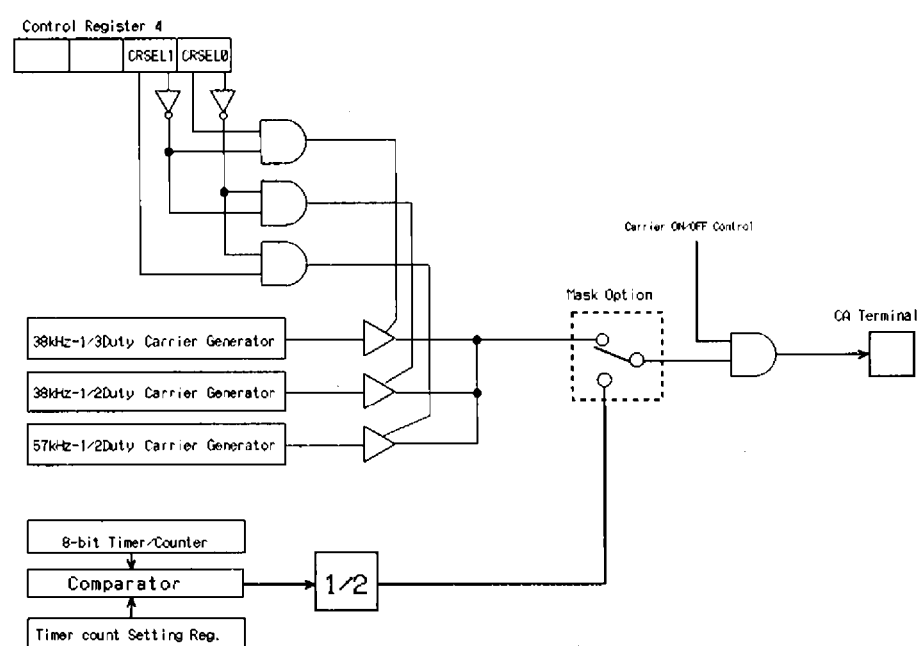 Control Register 4
CRSEL1 CRSEL0
Carrier ON/OFF Control
Mask Option
CA Terminal
38kHz-1/3Duty Carrier Generator
38kHz-1/2Duty Carrier Generator
57kHz-1/2Duty Carrier Generator
8-bit Timer/Counter
Comparator
1/2
Timer count Setting Reg.